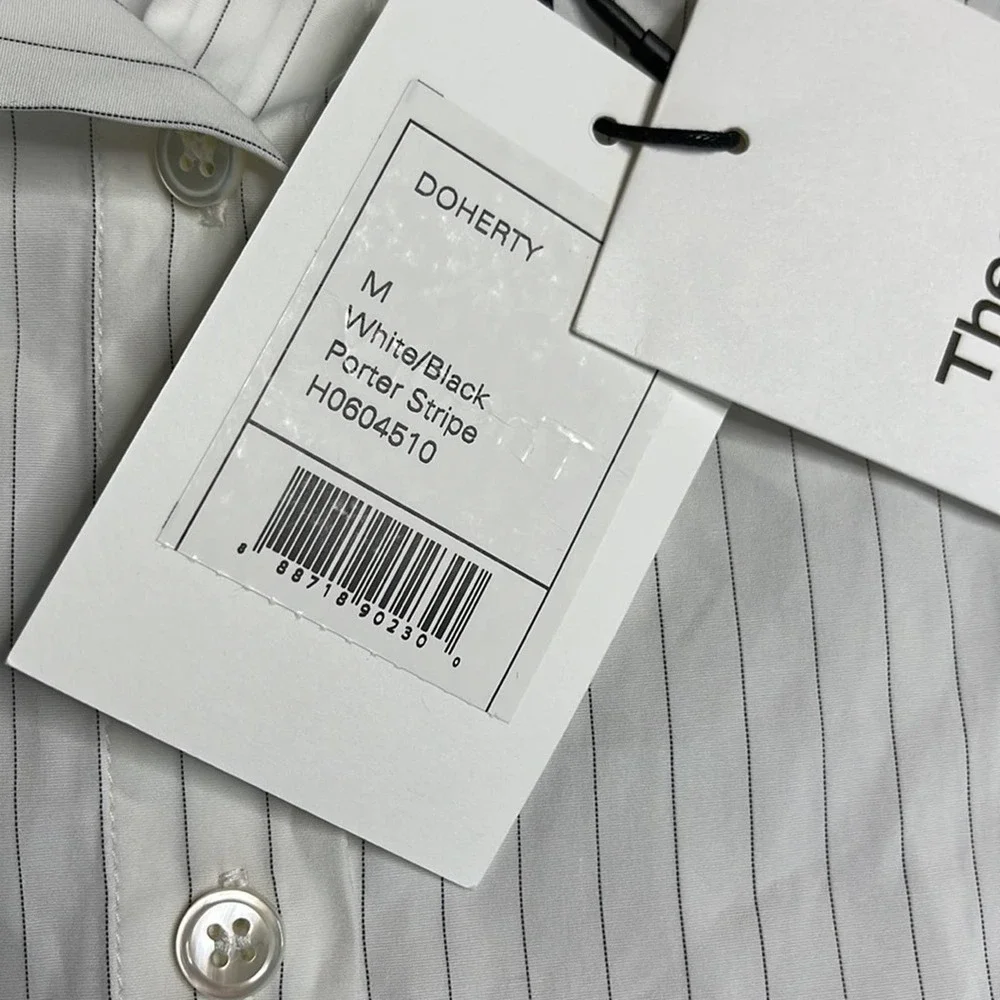 DOHERTY
M
White/Black
Porter Stripe
H0604510
8 88718 90230 0
The